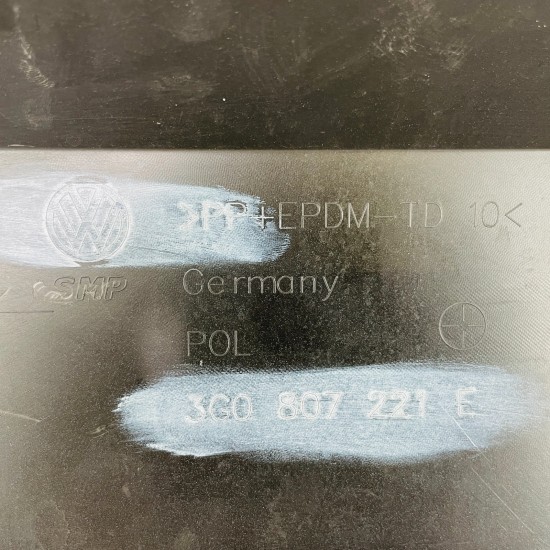 >PP+EPDM-TD 10<
SMP
Germany
POL
3G0 807 221 E